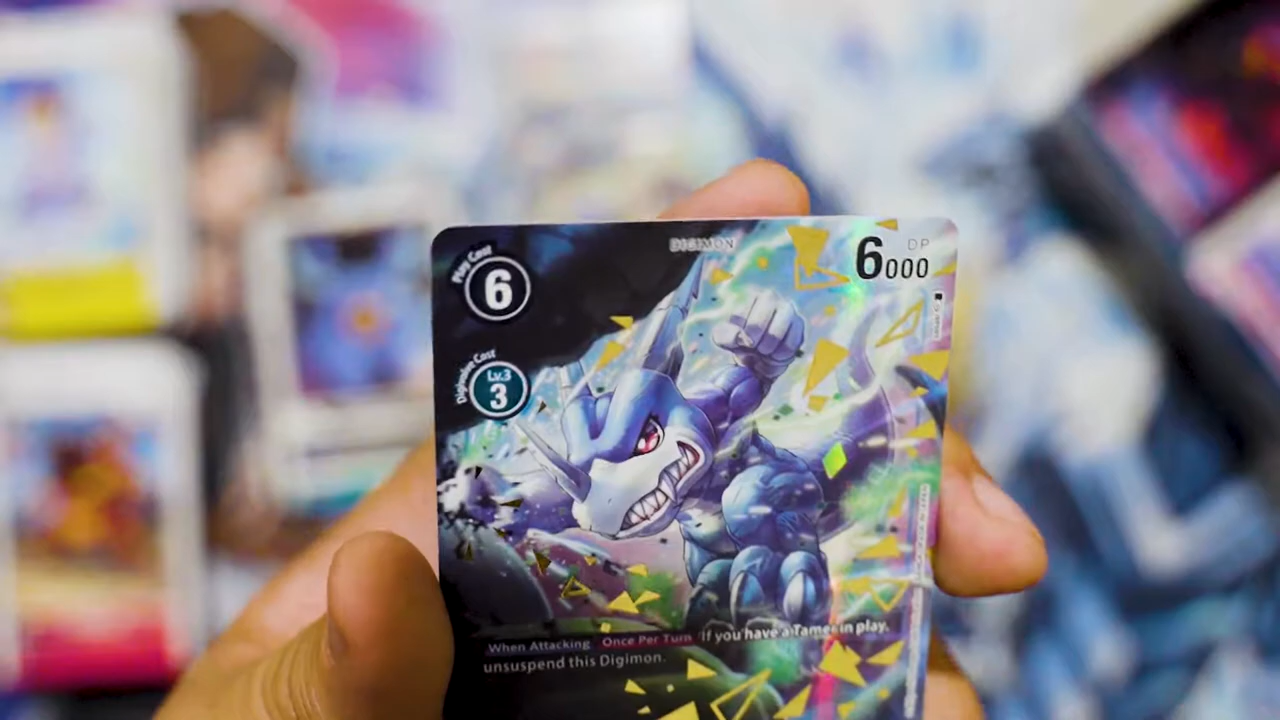 DIGIMON
Play Cost
6
DP
6000
Digivolve Cost
Lv.3
3
When Attacking Once Per Turn If you have a Tamer in play,
unsuspend this Digimon.